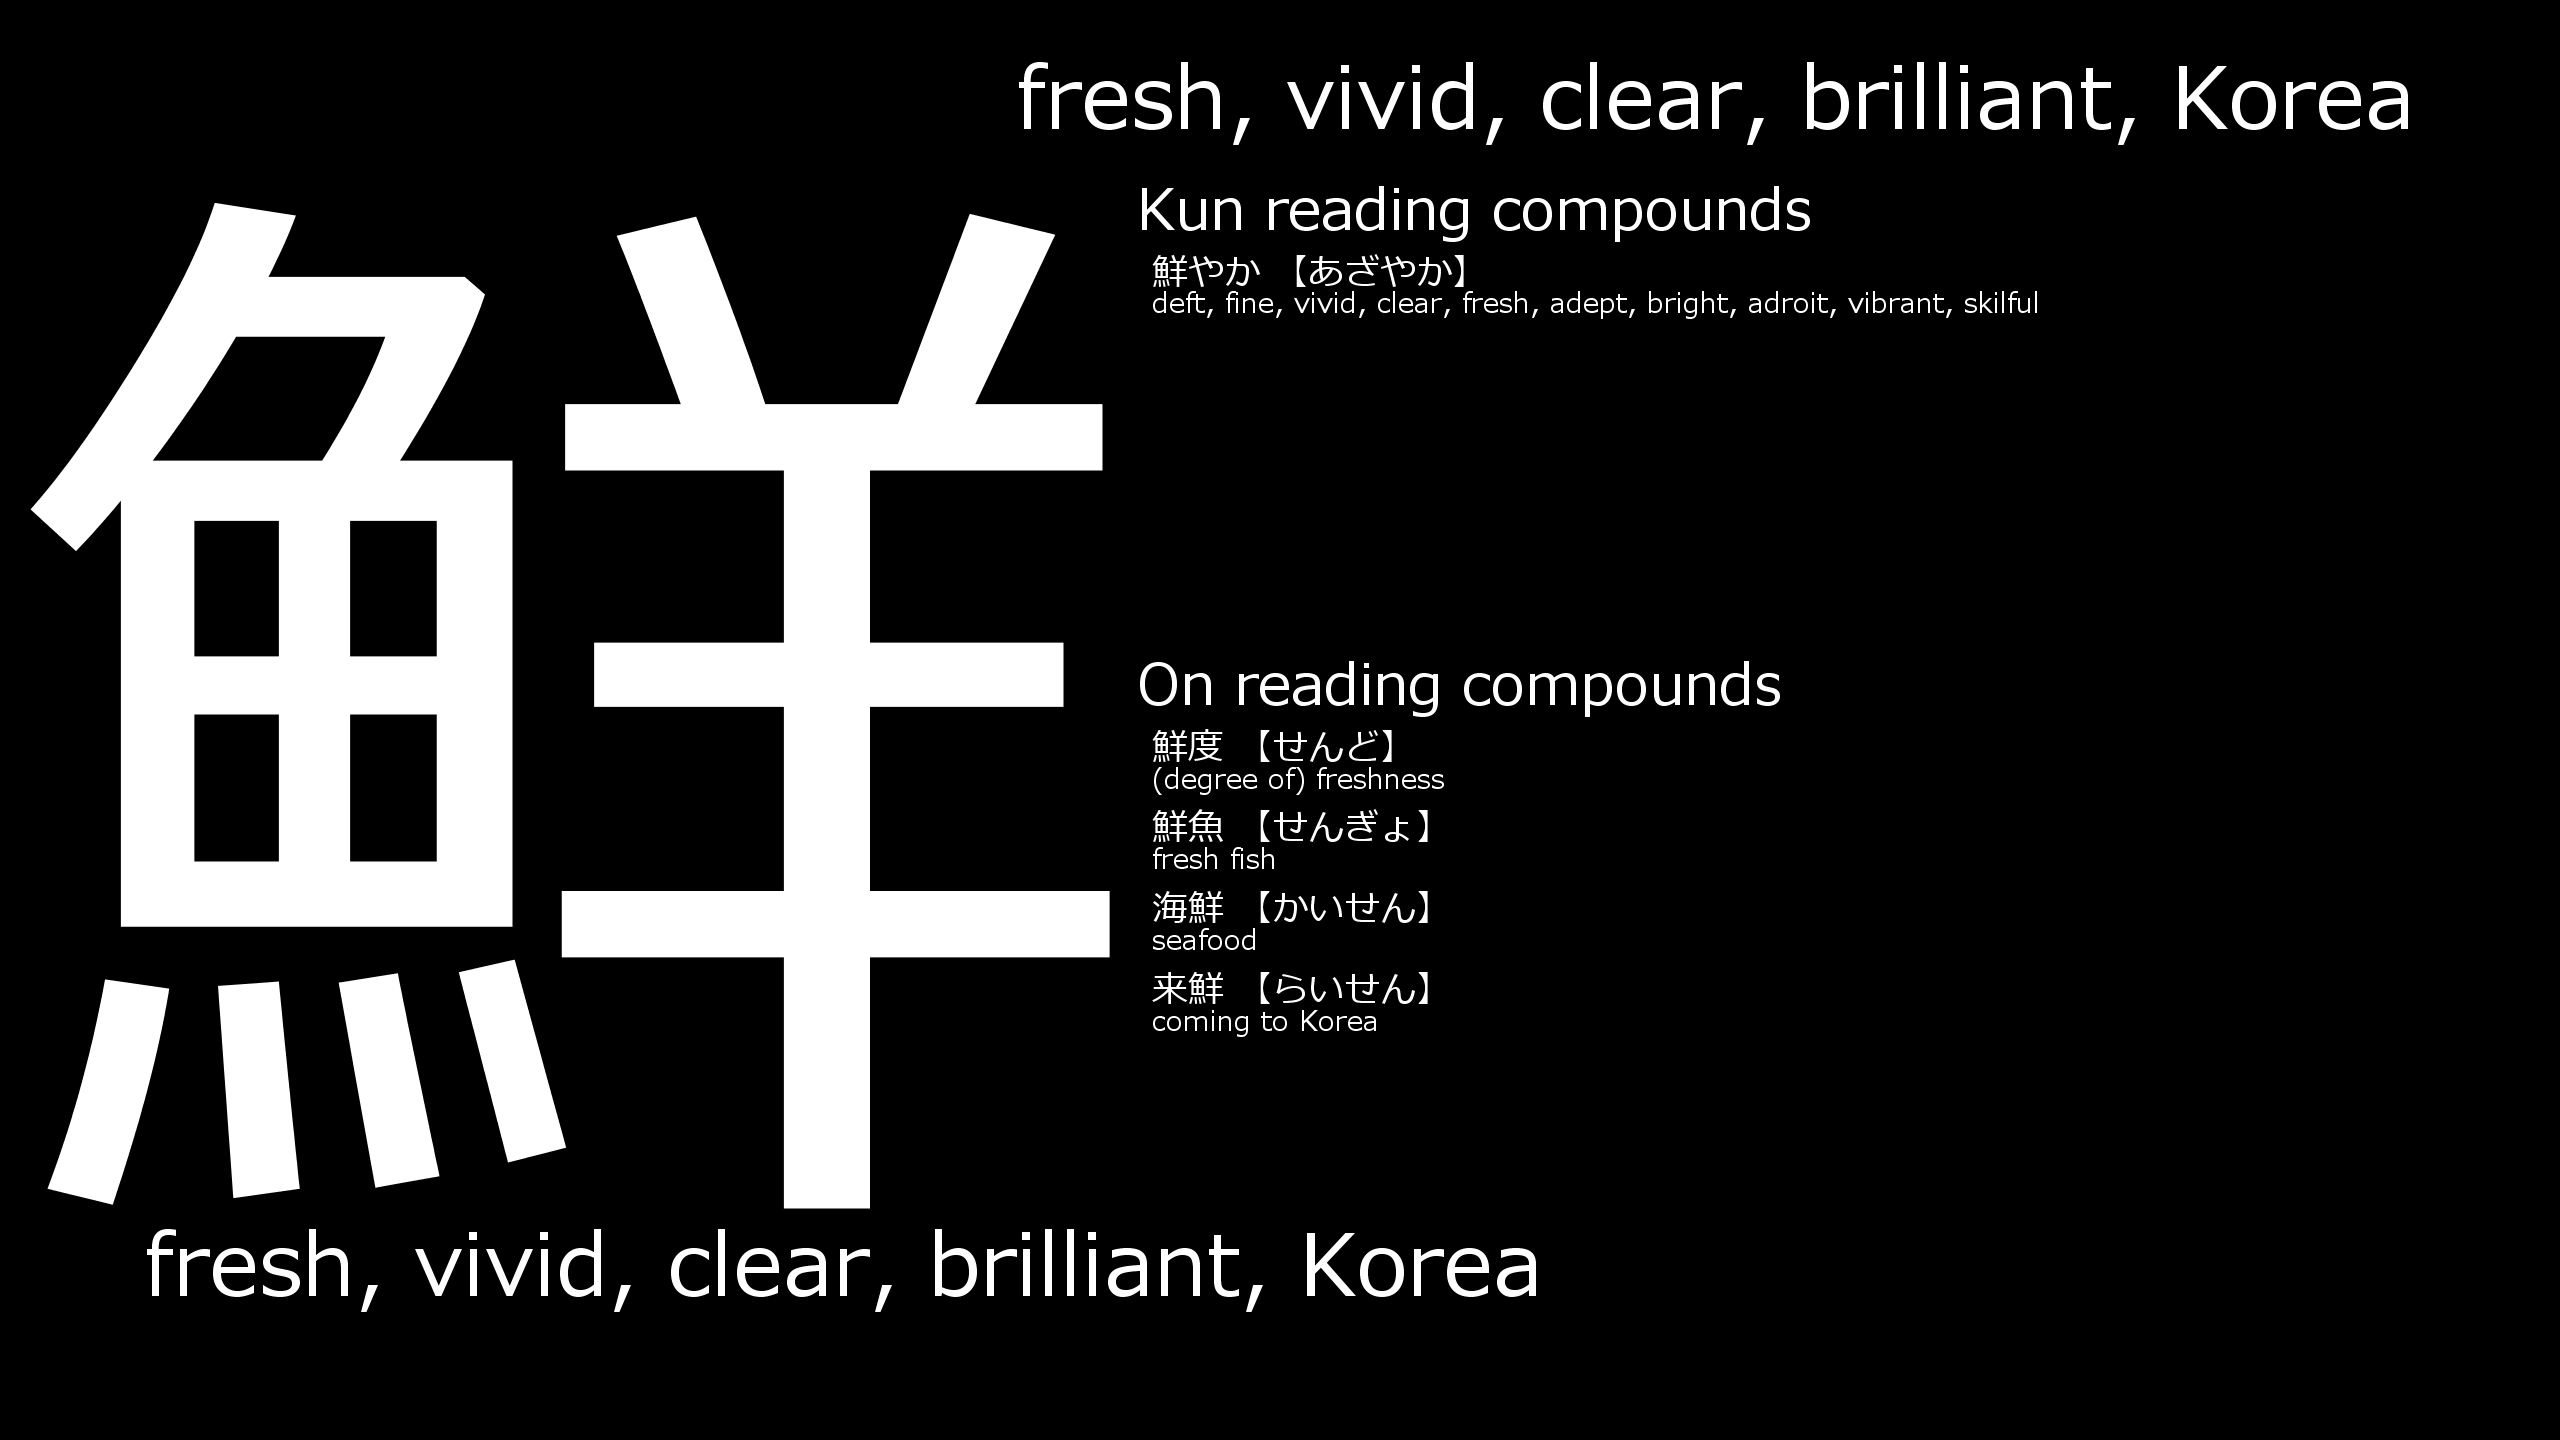 fresh, vivid, clear, brilliant, Korea
鮮
Kun reading compounds
鮮やか 【あざやか】
deft, fine, vivid, clear, fresh, adept, bright, adroit, vibrant, skilful
On reading compounds
鮮度 【せんど】
(degree of) freshness
鮮魚 【せんぎょ】
fresh fish
海鮮 【かいせん】
seafood
来鮮 【らいせん】
coming to Korea
fresh, vivid, clear, brilliant, Korea